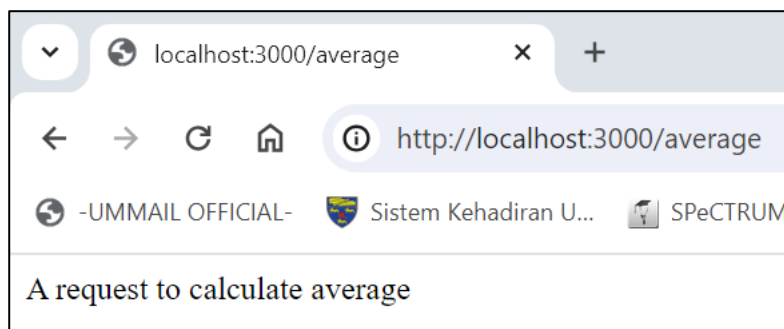 localhost:3000/average
http://localhost:3000/average
-UMMAIL OFFICIAL- Sistem Kehadiran U... SPeCTRUM
A request to calculate average